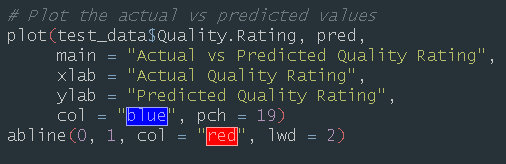 # Plot the actual vs predicted values
plot(test_data$Quality.Rating, pred,
     main = "Actual vs Predicted Quality Rating",
     xlab = "Actual Quality Rating",
     ylab = "Predicted Quality Rating",
     col = "blue", pch = 19)
abline(0, 1, col = "red", lwd = 2)